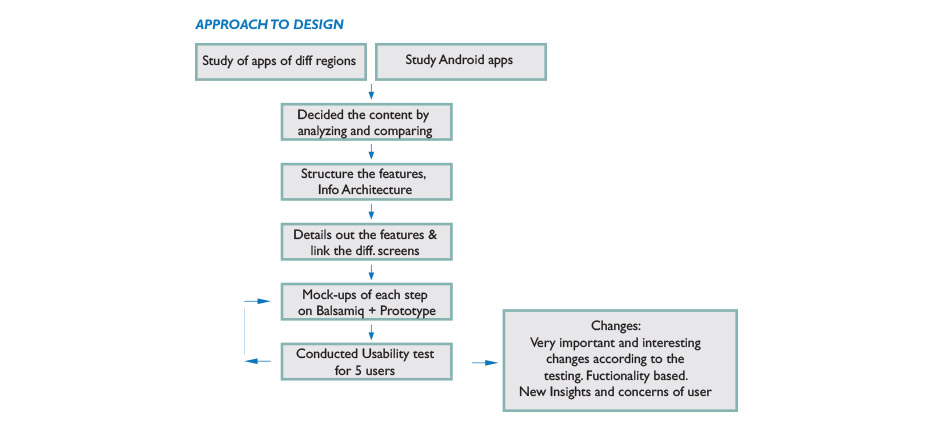 APPROACH TO DESIGN
Study of apps of diff regions
Study Android apps
Decided the content by
analyzing and comparing
Structure the features,
Info Architecture
Details out the features &
link the diff. screens
Mock-ups of each step
on Balsamiq + Prototype
Conducted Usability test
for 5 users
Changes:
Very important and interesting
changes according to the
testing. Fuctionality based.
New Insights and concerns of user